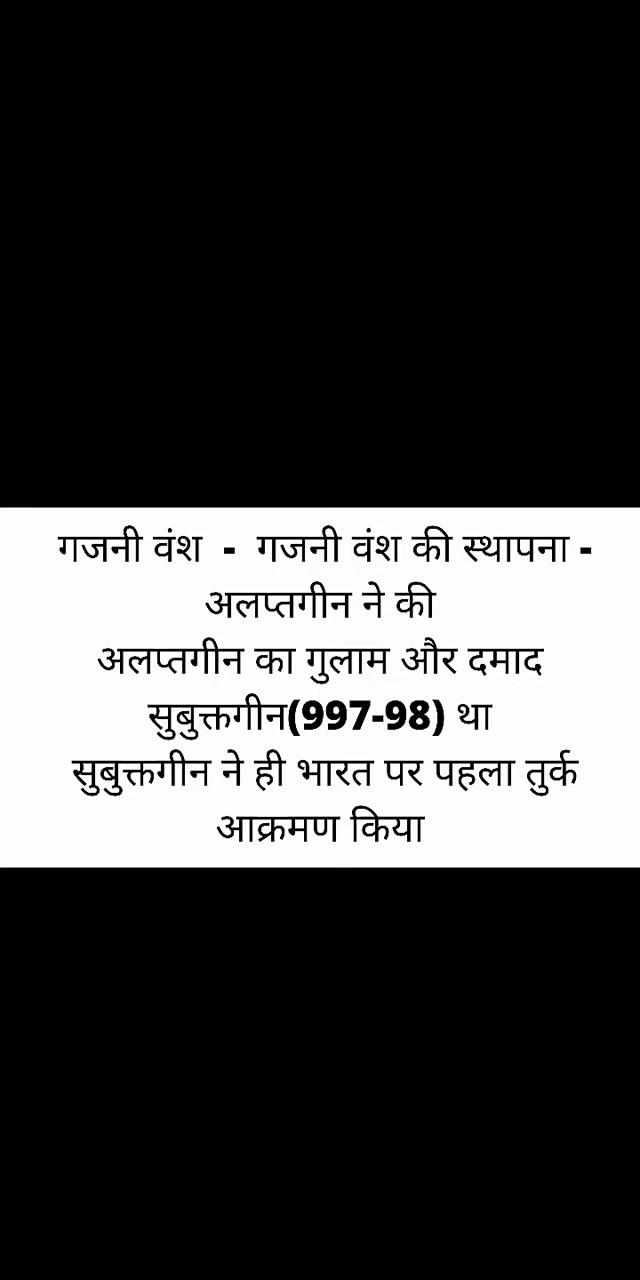 गजनी वंश - गजनी वंश की स्थापना -
अलप्तगीन ने की
अलप्तगीन का गुलाम और दमाद
सुबुक्तगीन(997-98) था
सुबुक्तगीन ने ही भारत पर पहला तुर्क
आक्रमण किया